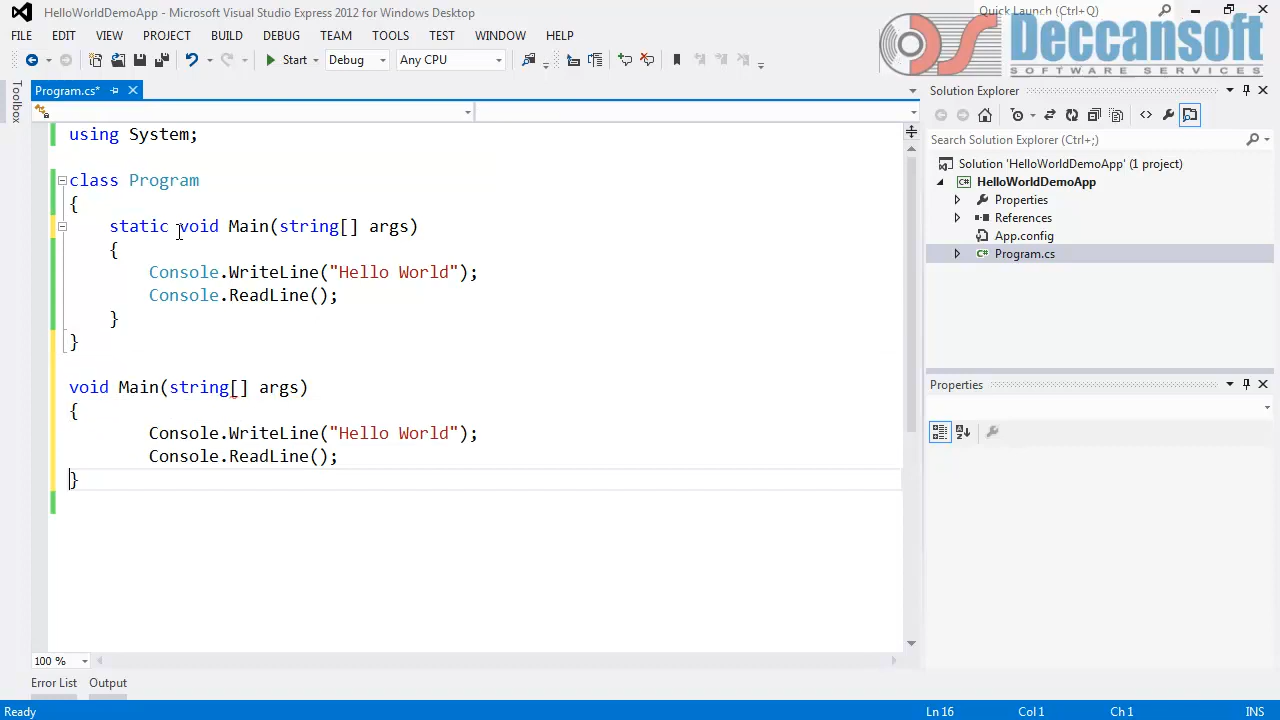 HelloWorldDemoApp - Microsoft Visual Studio Express 2012 for Windows Desktop
Quick Launch (Ctrl+Q)
FILE EDIT VIEW PROJECT BUILD DEBUG TEAM TOOLS TEST WINDOW HELP
DS Deccansoft
SOFTWARE SERVICES
Start Debug Any CPU
Toolbox
Program.cs*
using System;
class Program
{
static void Main(string[] args)
{
Console.WriteLine("Hello World");
Console.ReadLine();
}
}
void Main(string[] args)
{
Console.WriteLine("Hello World");
Console.ReadLine();
}
100 %
Error List Output
Solution Explorer
Search Solution Explorer (Ctrl+;)
Solution 'HelloWorldDemoApp' (1 project)
HelloWorldDemoApp
Properties
References
App.config
Program.cs
Properties
Ready Ln 16 Col 1 Ch 1 INS